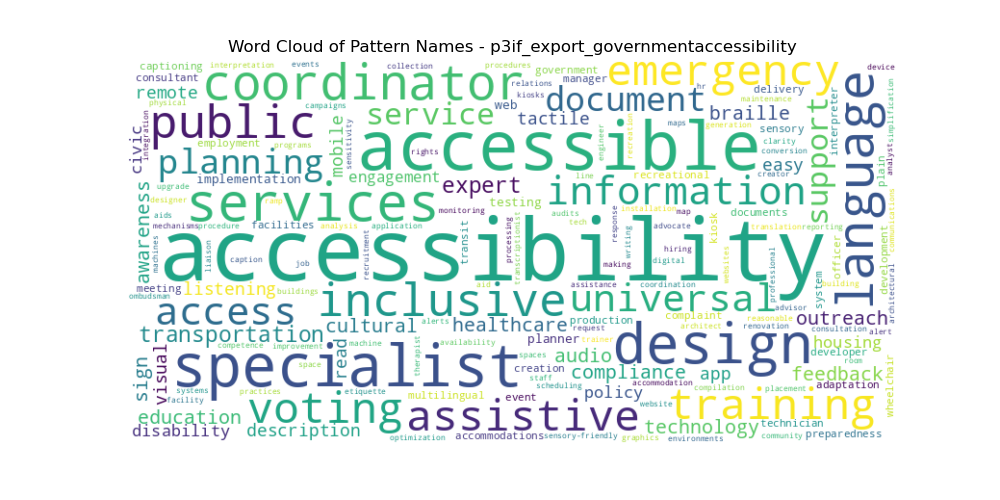 Word Cloud of Pattern Names - p3if_export_governmentaccessibility
captioning interpretation events collection procedures government manager device
consultant coordinator relations emergency
remote physical campaigns kiosks web document hr delivery maintenance
public service tactile braille sensory interpreter simplification
civic integration employment programs mobile sensitivity rights accessible engineer recreation maps generation clarity conversion support language plain analyst
planning implementation engagement expert line recreational easy creator
services testing information
awareness upgrade designer ramp monitoring audits installation map documents
aids mechanisms procedure facilities analysis application tech response advocate kiosk translation reporting
machines liaison caption recruitment transit processing transcriptionist writing hiring websites officer development communications
accessibility job making digital professional system building architectural
meeting listening buildings aid assistance coordination
ombudsman access inclusive universal advisor outreach
transportation cultural alerts healthcare production complaint reasonable consultation alert
request architect renovation
sign visual competence improvement read machine therapist availability planner audio design housing
specialist space spaces creation compliance app developer room feedback
systems practices etiquette staff accommodation compilation placement adaptation wheelchair
facility voting multilingual scheduling event policy training
education assistive website technology technician
disability description optimization accommodations sensory-friendly graphics environments community preparedness
trainer